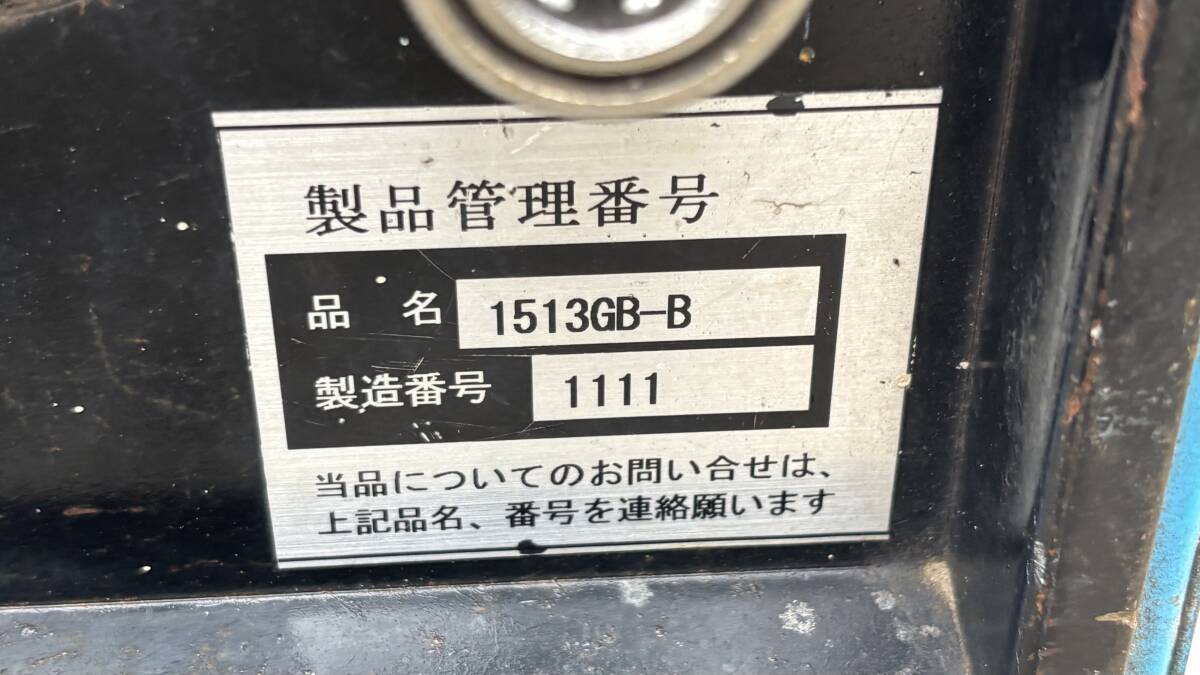 製品管理番号
品 名 1513GB-B
製造番号 1111
当品についてのお問い合せは、
上記品名、番号を連絡願います